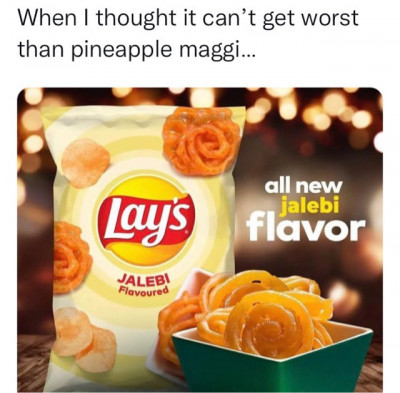 When I thought it can’t get worst
than pineapple maggi...
all new
jalebi
flavor
Lay's
JALEBI
Flavoured